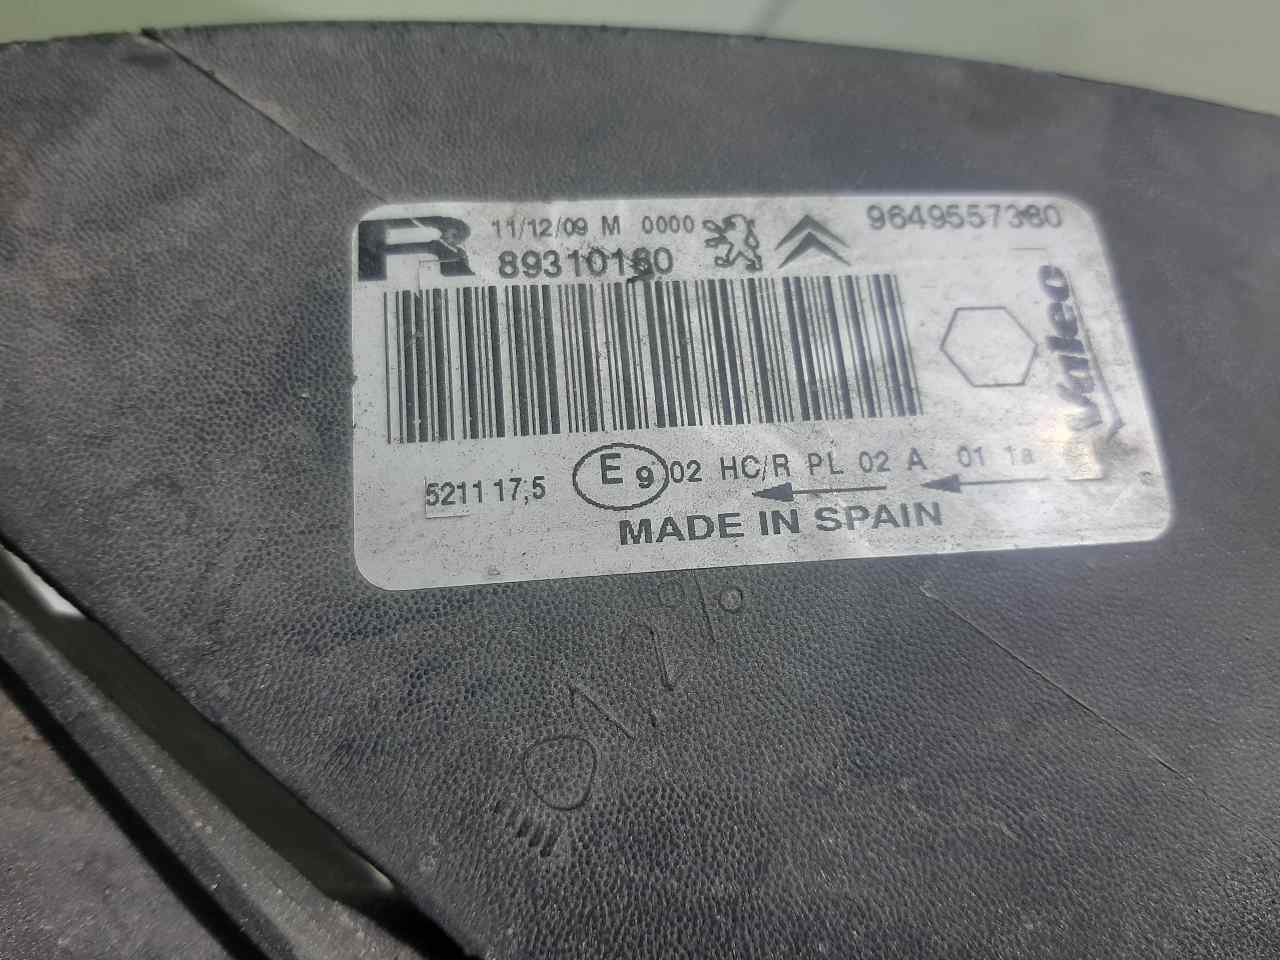 R
11/12/09 M 0000
9649557380
89310180
Valeo
5211 17,5
E 9
02 HC/R PL 02 A 01 1a
MADE IN SPAIN